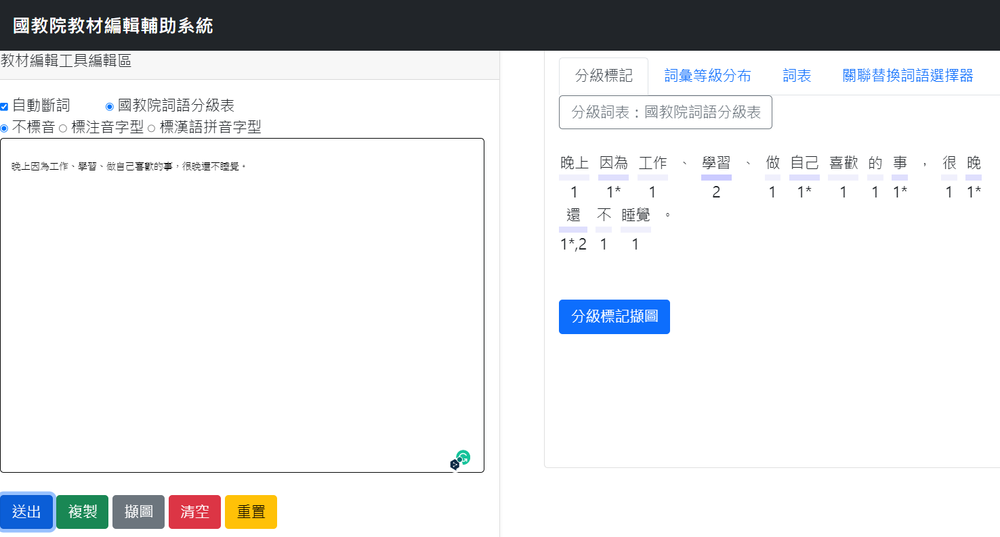 國教院教材編輯輔助系統
教材編輯工具編輯區
自動斷詞 國教院詞語分級表
不標音 標注音字型 標漢語拼音字型
晚上因為工作、學習、做自己喜歡的事，很晚還不睡覺。
送出 複製 擷圖 清空 重置
分級標記 詞彙等級分布 詞表 關聯替換詞語選擇器
分級詞表：國教院詞語分級表
晚上 因為 工作 、 學習 、 做 自己 喜歡 的 事 ， 很 晚
1 1* 1 2 1 1* 1 1 1* 1 1*
還 不 睡覺 。
1*,2 1 1
分級標記擷圖